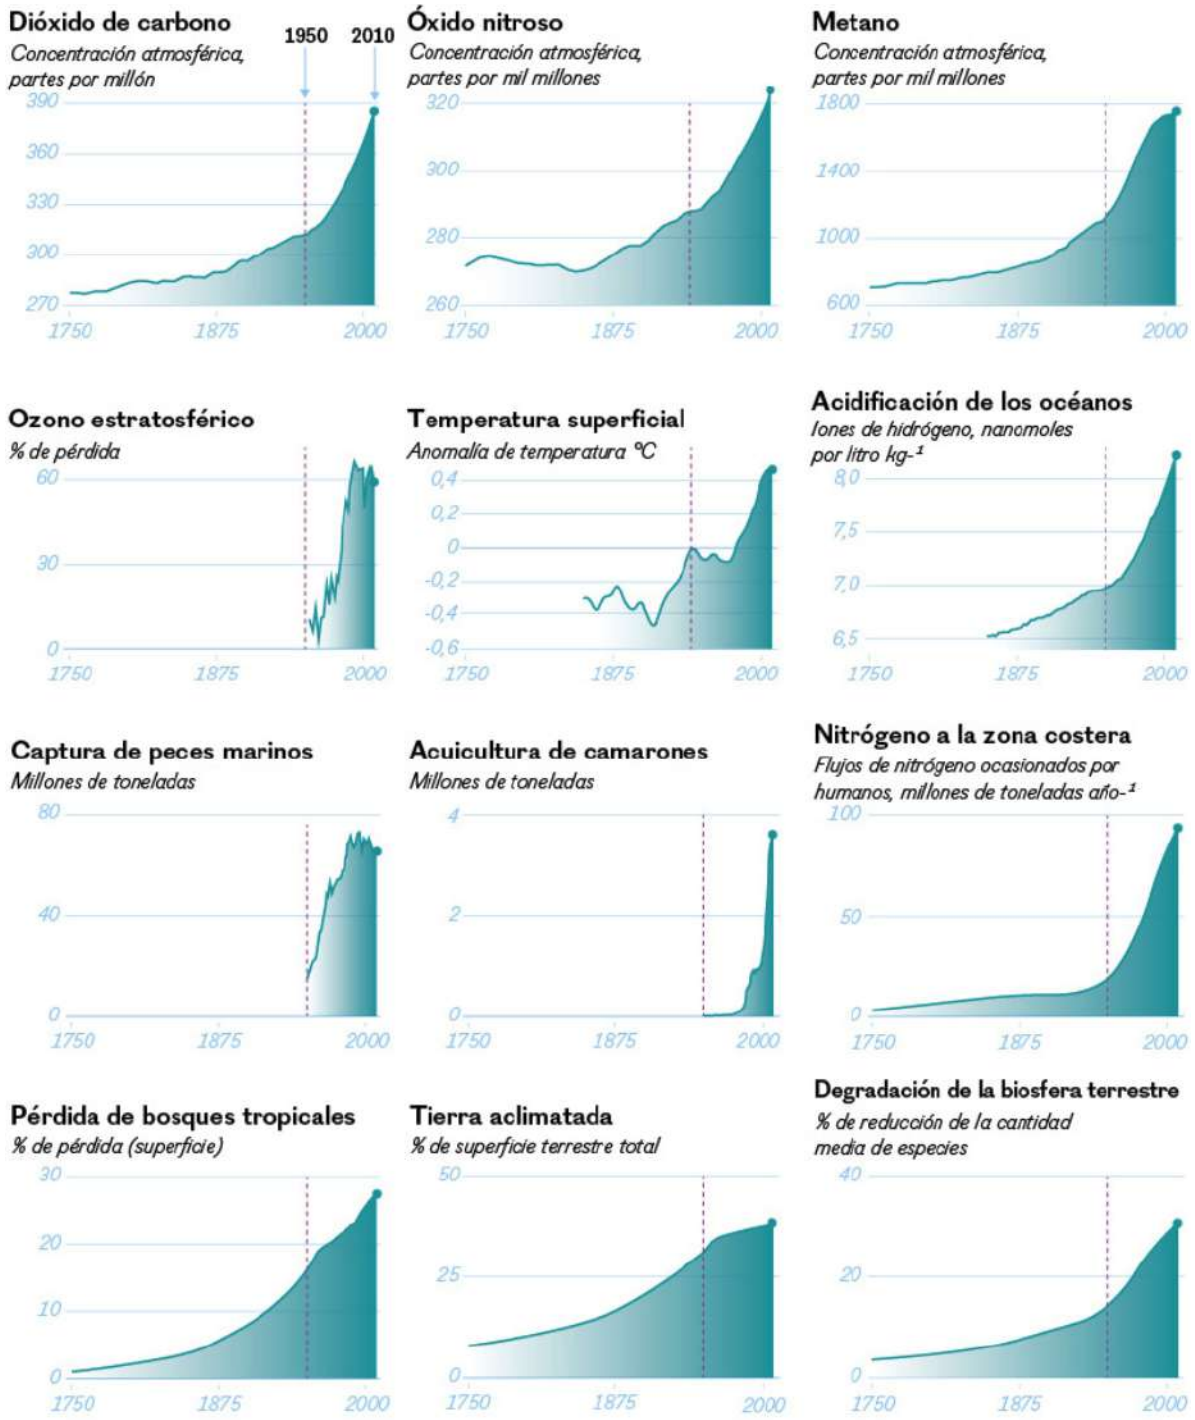 Dióxido de carbono
Concentración atmosférica,
partes por millón
1950 2010
390
360
330
300
270
1750 1875 2000
Óxido nitroso
Concentración atmosférica,
partes por mil millones
320
300
280
260
1750 1875 2000
Metano
Concentración atmosférica,
partes por mil millones
1800
1400
1000
600
1750 1875 2000
Ozono estratosférico
% de pérdida
60
30
0
1750 1875 2000
Temperatura superficial
Anomalía de temperatura °C
0,4
0,2
0
-0,2
-0,4
-0,6
1750 1875 2000
Acidificación de los océanos
Iones de hidrógeno, nanomoles
por litro kg-¹
8,0
7,5
7,0
6,5
1750 1875 2000
Captura de peces marinos
Millones de toneladas
80
40
0
1750 1875 2000
Acuicultura de camarones
Millones de toneladas
4
2
0
1750 1875 2000
Nitrógeno a la zona costera
Flujos de nitrógeno ocasionados por
humanos, millones de toneladas año-¹
100
50
0
1750 1875 2000
Pérdida de bosques tropicales
% de pérdida (superficie)
30
20
10
0
1750 1875 2000
Tierra aclimatada
% de superficie terrestre total
50
25
0
1750 1875 2000
Degradación de la biosfera terrestre
% de reducción de la cantidad
media de especies
40
20
0
1750 1875 2000